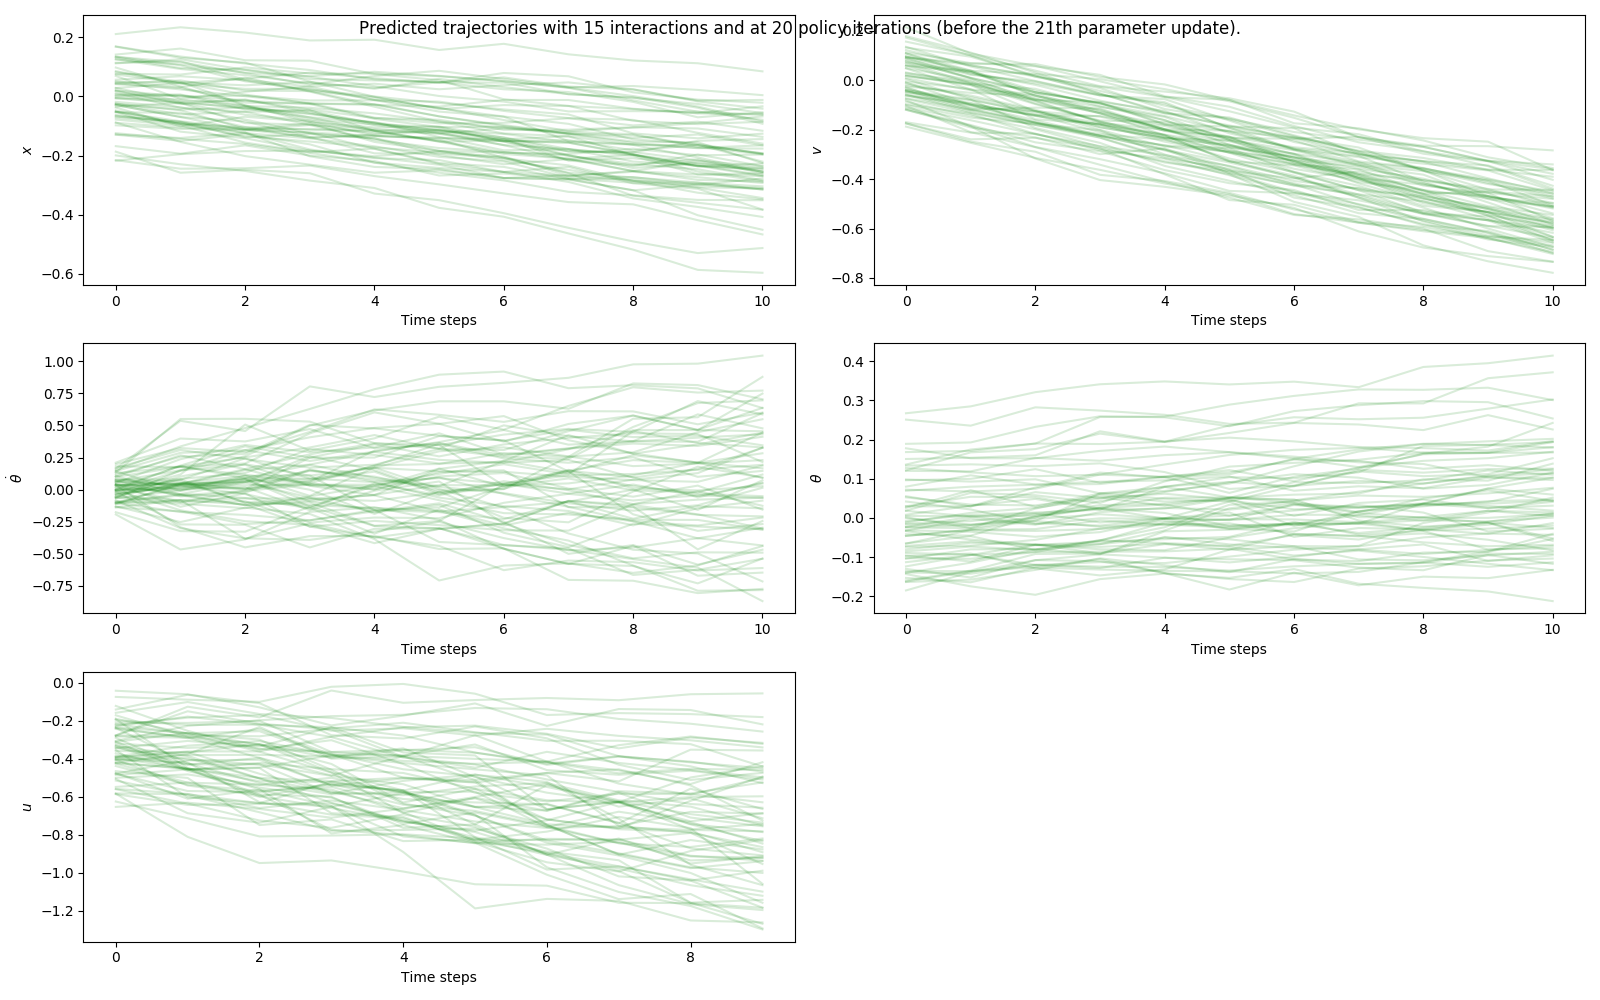 Predicted trajectories with 15 interactions and at 20 policy iterations (before the 21th parameter update).
0.2
0.0
−0.2
−0.4
−0.6
x
0 2 4 6 8 10
Time steps
0.2
0.0
−0.2
−0.4
−0.6
−0.8
v
0 2 4 6 8 10
Time steps
1.00
0.75
0.50
0.25
0.00
−0.25
−0.50
−0.75
θ̇
0 2 4 6 8 10
Time steps
0.4
0.3
0.2
0.1
0.0
−0.1
−0.2
θ
0 2 4 6 8 10
Time steps
0.0
−0.2
−0.4
−0.6
−0.8
−1.0
−1.2
u
0 2 4 6 8
Time steps